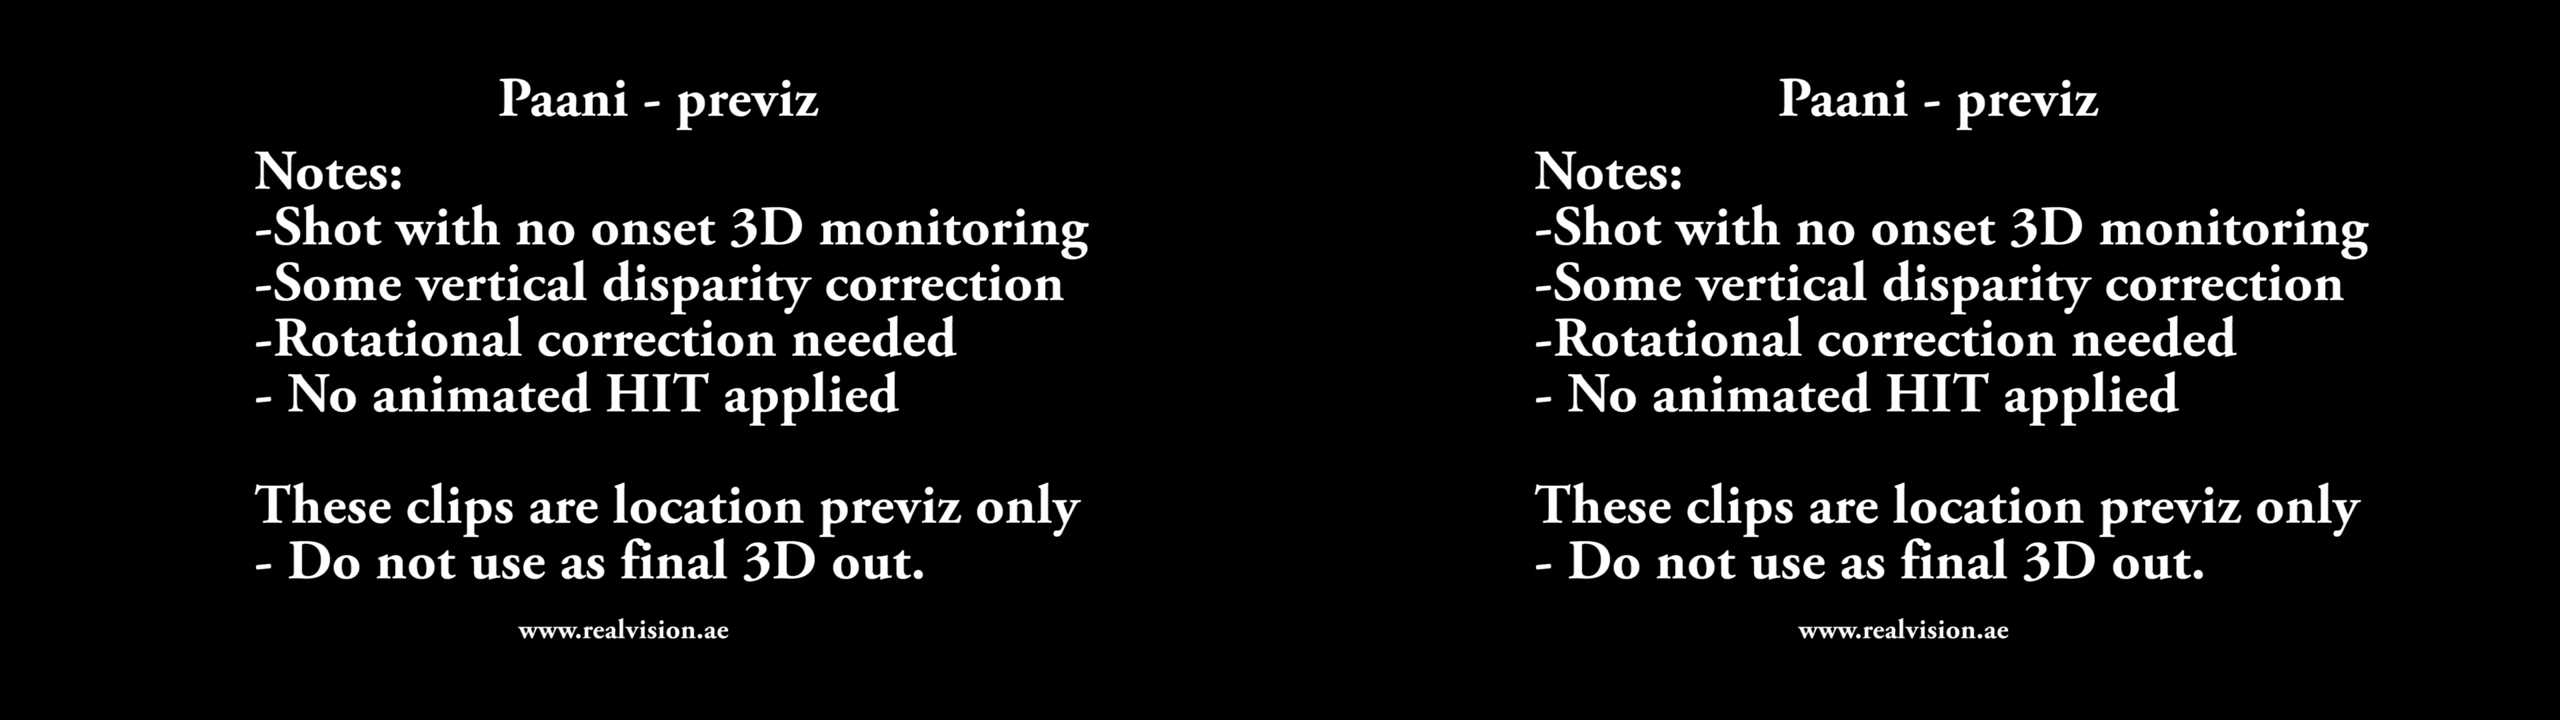 Paani - previz
Notes:
-Shot with no onset 3D monitoring
-Some vertical disparity correction
-Rotational correction needed
- No animated HIT applied
These clips are location previz only
- Do not use as final 3D out.
www.realvision.ae
Paani - previz
Notes:
-Shot with no onset 3D monitoring
-Some vertical disparity correction
-Rotational correction needed
- No animated HIT applied
These clips are location previz only
- Do not use as final 3D out.
www.realvision.ae